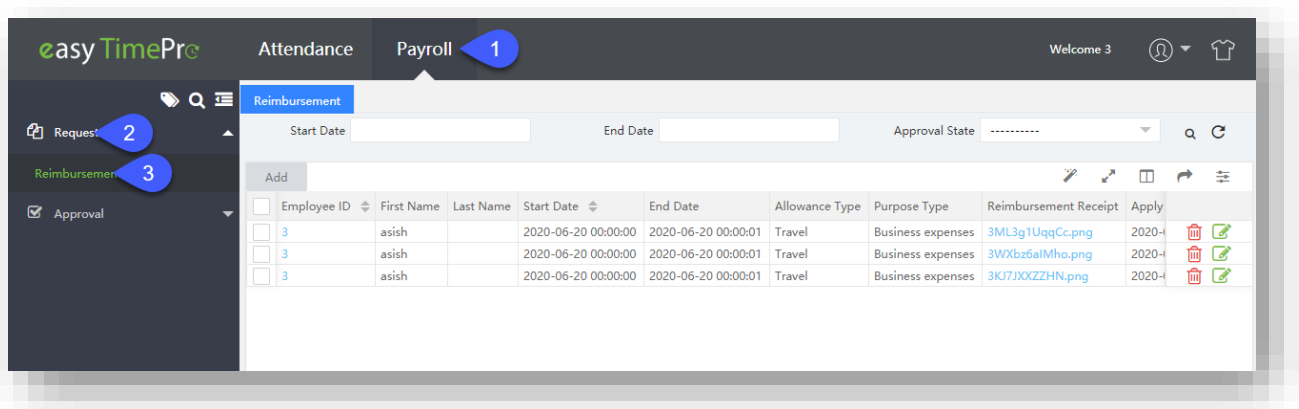 easy TimePro Attendance Payroll 1 Welcome 3
Reimbursement
Request 2 Start Date End Date Approval State ----------
Reimbursemen 3 Add
Approval Employee ID First Name Last Name Start Date End Date Allowance Type Purpose Type Reimbursement Receipt Apply
3 asish 2020-06-20 00:00:00 2020-06-20 00:00:01 Travel Business expenses 3ML3g1UqqCc.png 2020-
3 asish 2020-06-20 00:00:00 2020-06-20 00:00:01 Travel Business expenses 3WXbz6aIMho.png 2020-
3 asish 2020-06-20 00:00:00 2020-06-20 00:00:01 Travel Business expenses 3KJ7JXXZZHN.png 2020-